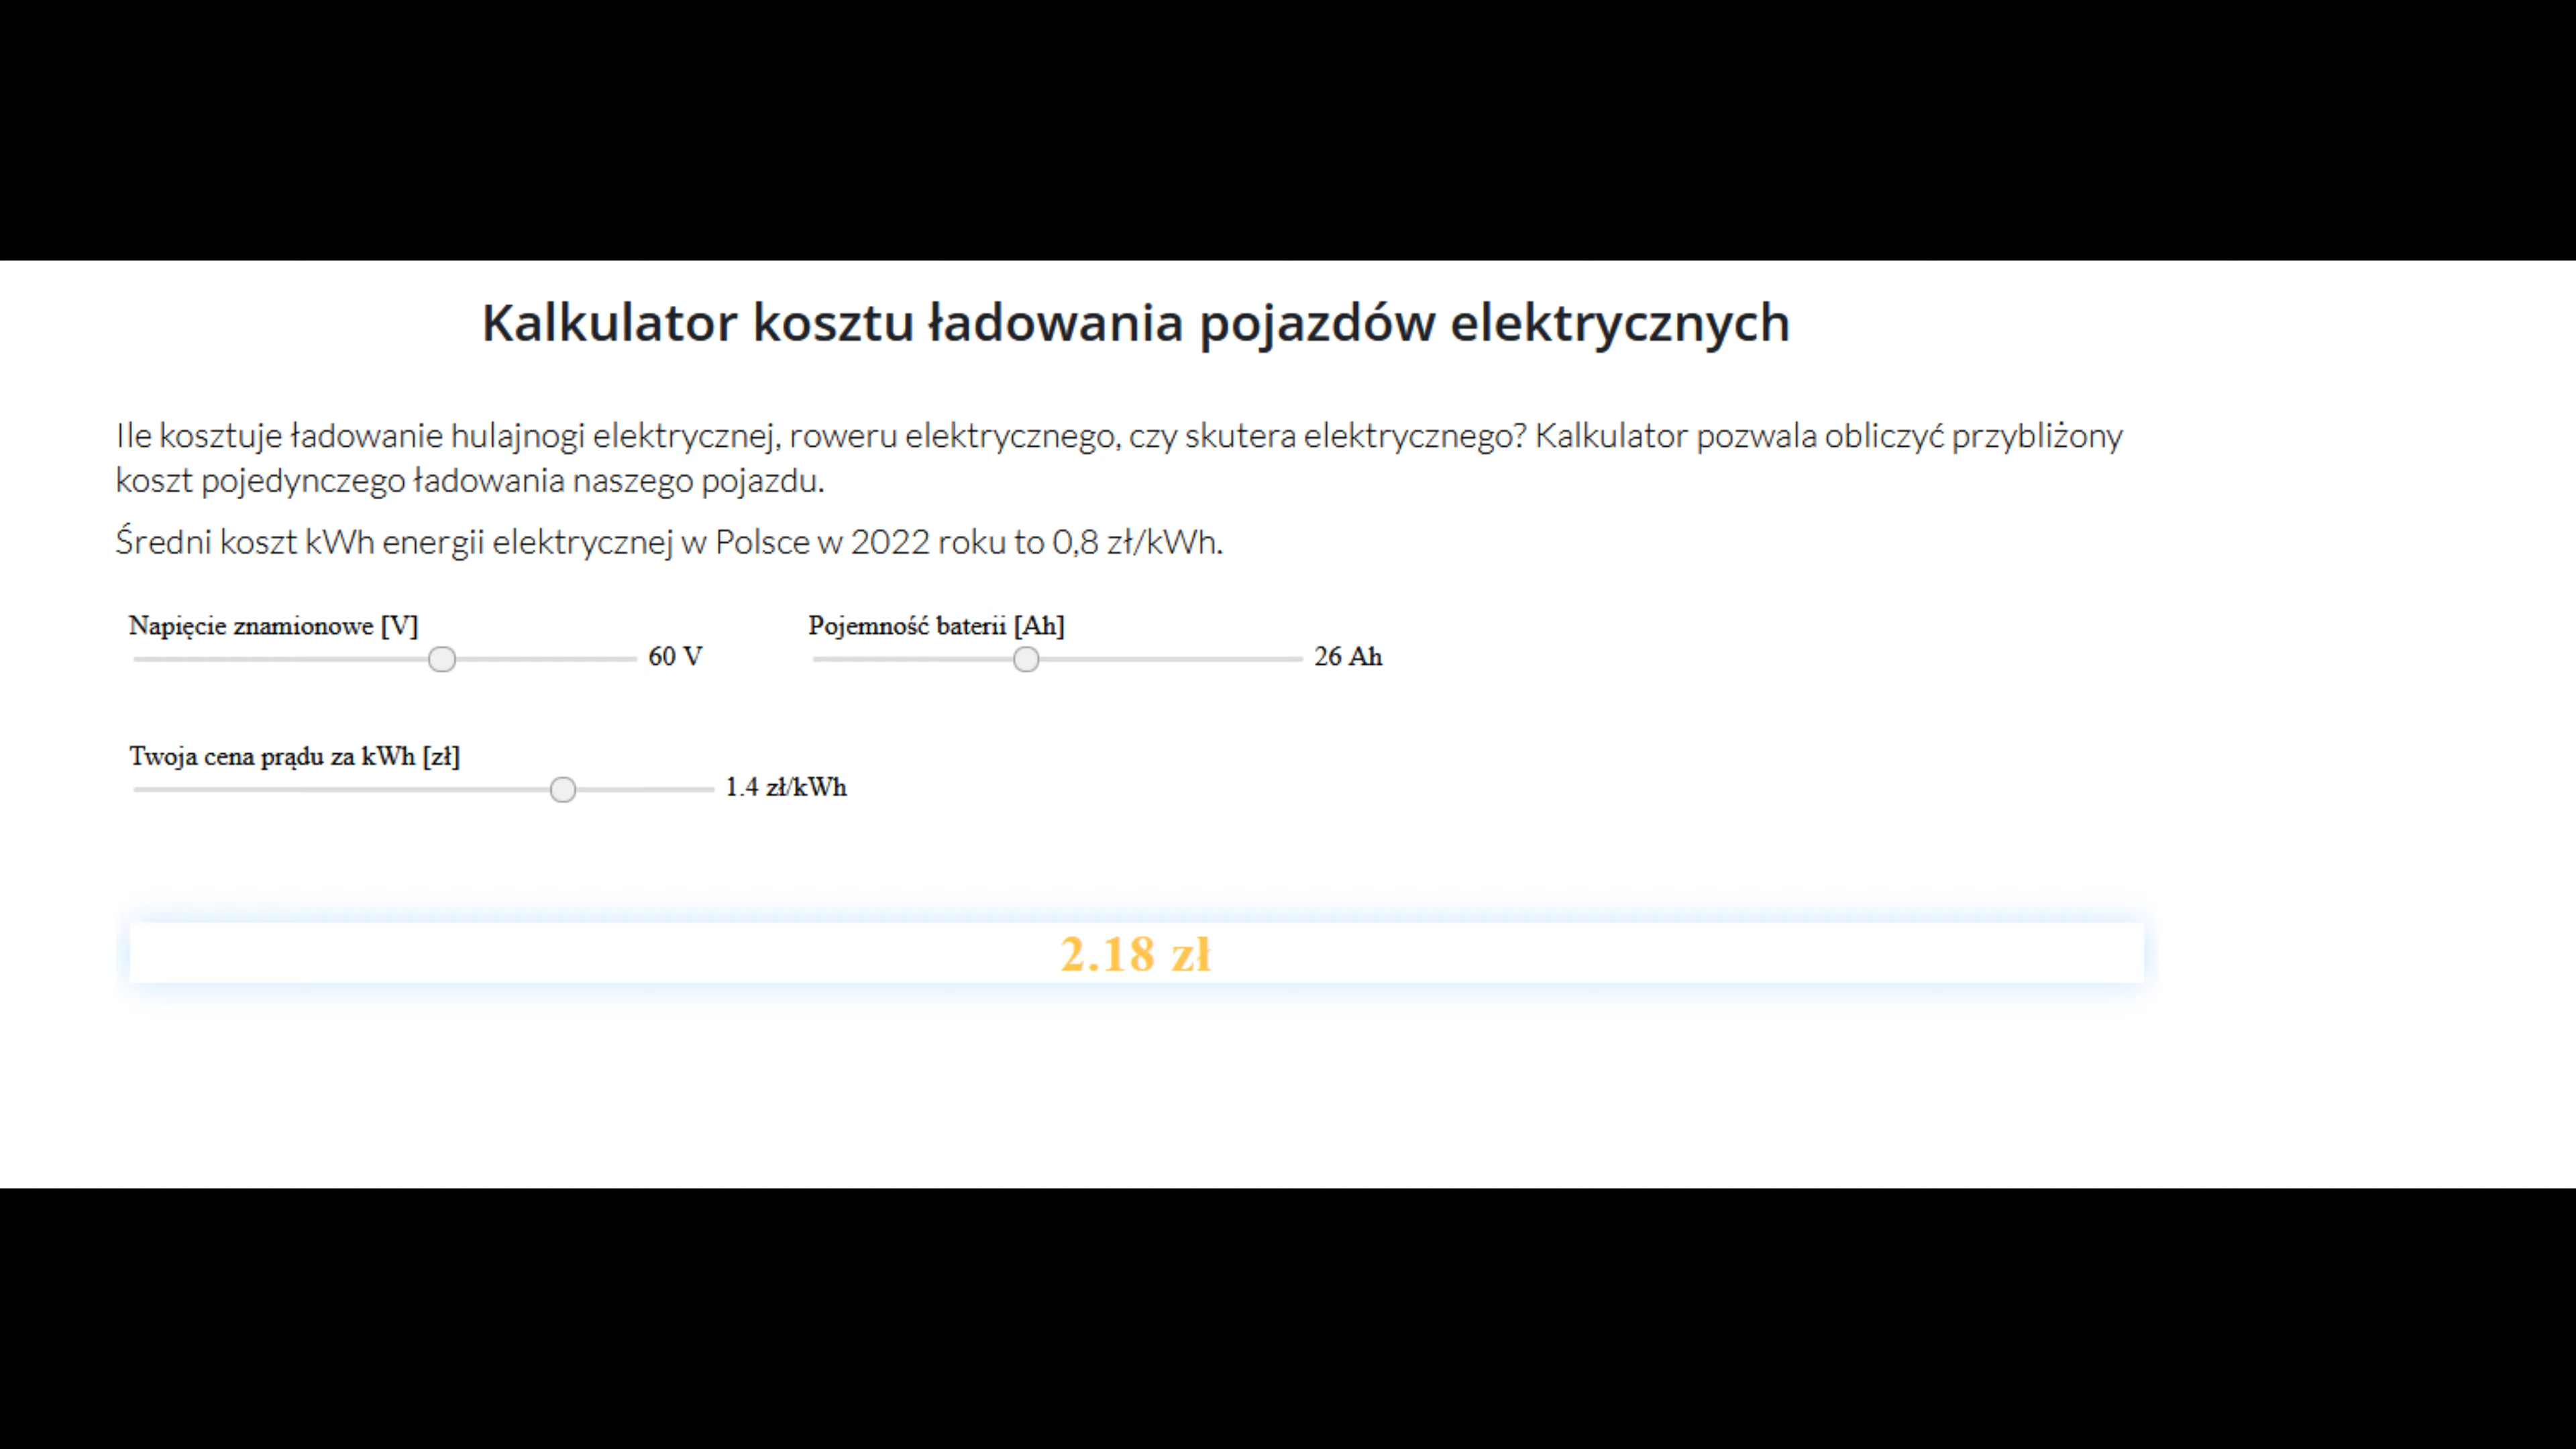 Kalkulator kosztu ładowania pojazdów elektrycznych
Ile kosztuje ładowanie hulajnogi elektrycznej, roweru elektrycznego, czy skutera elektrycznego? Kalkulator pozwala obliczyć przybliżony
koszt pojedynczego ładowania naszego pojazdu.
Średni koszt kWh energii elektrycznej w Polsce w 2022 roku to 0,8 zł/kWh.
Napięcie znamionowe [V]
60 V
Pojemność baterii [Ah]
26 Ah
Twoja cena prądu za kWh [zł]
1.4 zł/kWh
2.18 zł